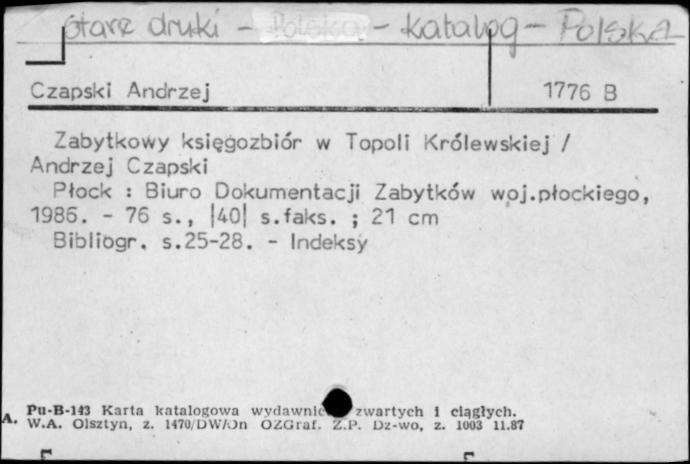 Stare druki - Polska - katalog - Polska
Czapski Andrzej 1776 B
Zabytkowy księgozbiór w Topoli Królewskiej /
Andrzej Czapski
Płock : Biuro Dokumentacji Zabytków woj.płockiego,
1986. - 76 s., |40| s.faks. ; 21 cm
Bibliogr. s.25-28. - Indeksy
Pu-B-143 Karta katalogowa wydawnic zwartych i ciągłych.
A. W.A. Olsztyn, z. 1470/DW/Jn OZGraf. Z.P. Dz-wo, z. 1003 11.87